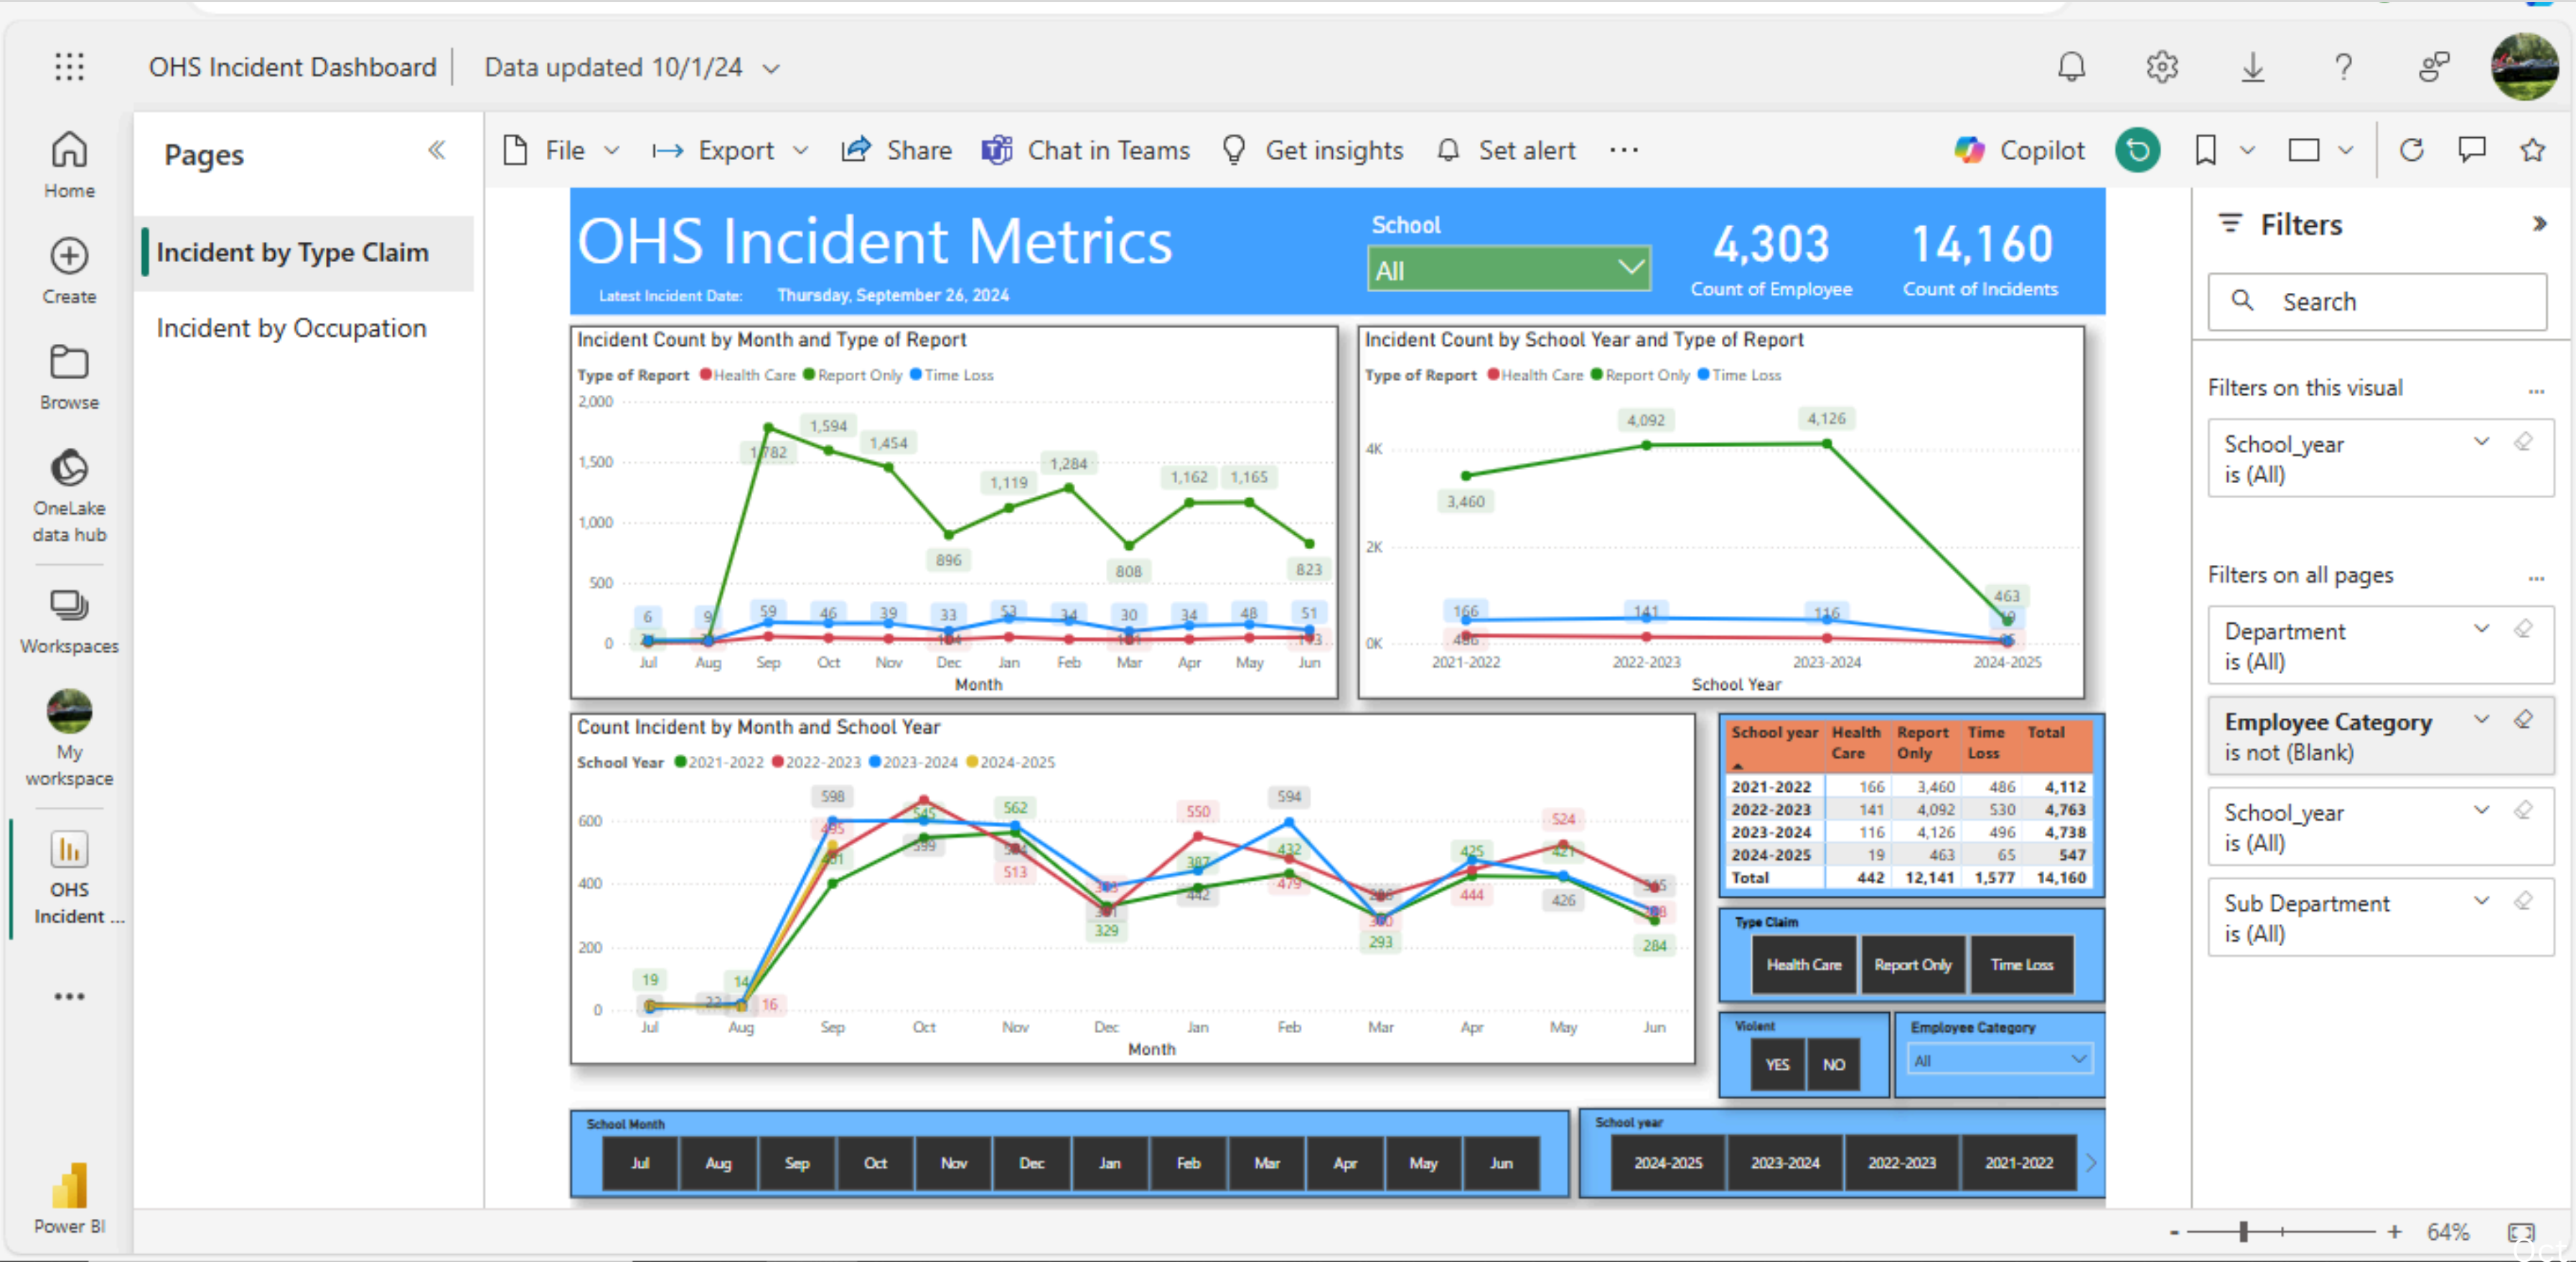 OHS Incident Dashboard
Data updated 10/1/24
Home
Create
Browse
OneLake
data hub
Workspaces
My
workspace
OHS
Incident ...
Power BI
Pages
Incident by Type Claim
Incident by Occupation
File
Export
Share
Chat in Teams
Get insights
Set alert
Copilot
OHS Incident Metrics
Latest Incident Date: Thursday, September 26, 2024
School
All
4,303
Count of Employee
14,160
Count of Incidents
Incident Count by Month and Type of Report
Type of Report Health Care Report Only Time Loss
2,000
1,500
1,000
500
0
1,782
1,594
1,454
896
1,119
1,284
808
1,162
1,165
823
6
9
59
46
39
33
53
34
30
34
48
51
Jul Aug Sep Oct Nov Dec Jan Feb Mar Apr May Jun
Month
Incident Count by School Year and Type of Report
Type of Report Health Care Report Only Time Loss
4K
2K
0K
3,460
4,092
4,126
463
166
141
116
486
2021-2022 2022-2023 2023-2024 2024-2025
School Year
Count Incident by Month and School Year
School Year 2021-2022 2022-2023 2023-2024 2024-2025
600
400
200
0
19
22
14
16
598
495
401
545
599
562
513
329
550
387
442
594
432
479
293
425
444
524
421
426
284
Jul Aug Sep Oct Nov Dec Jan Feb Mar Apr May Jun
Month
School year Health Care Report Only Time Loss Total
2021-2022 166 3,460 486 4,112
2022-2023 141 4,092 530 4,763
2023-2024 116 4,126 496 4,738
2024-2025 19 463 65 547
Total 442 12,141 1,577 14,160
Type Claim
Health Care Report Only Time Loss
Violent
YES NO
Employee Category
All
School Month
Jul Aug Sep Oct Nov Dec Jan Feb Mar Apr May Jun
School year
2024-2025 2023-2024 2022-2023 2021-2022
Filters
Search
Filters on this visual
...
School_year
is (All)
Filters on all pages
...
Department
is (All)
Employee Category
is not (Blank)
School_year
is (All)
Sub Department
is (All)
- + 64%
Oct